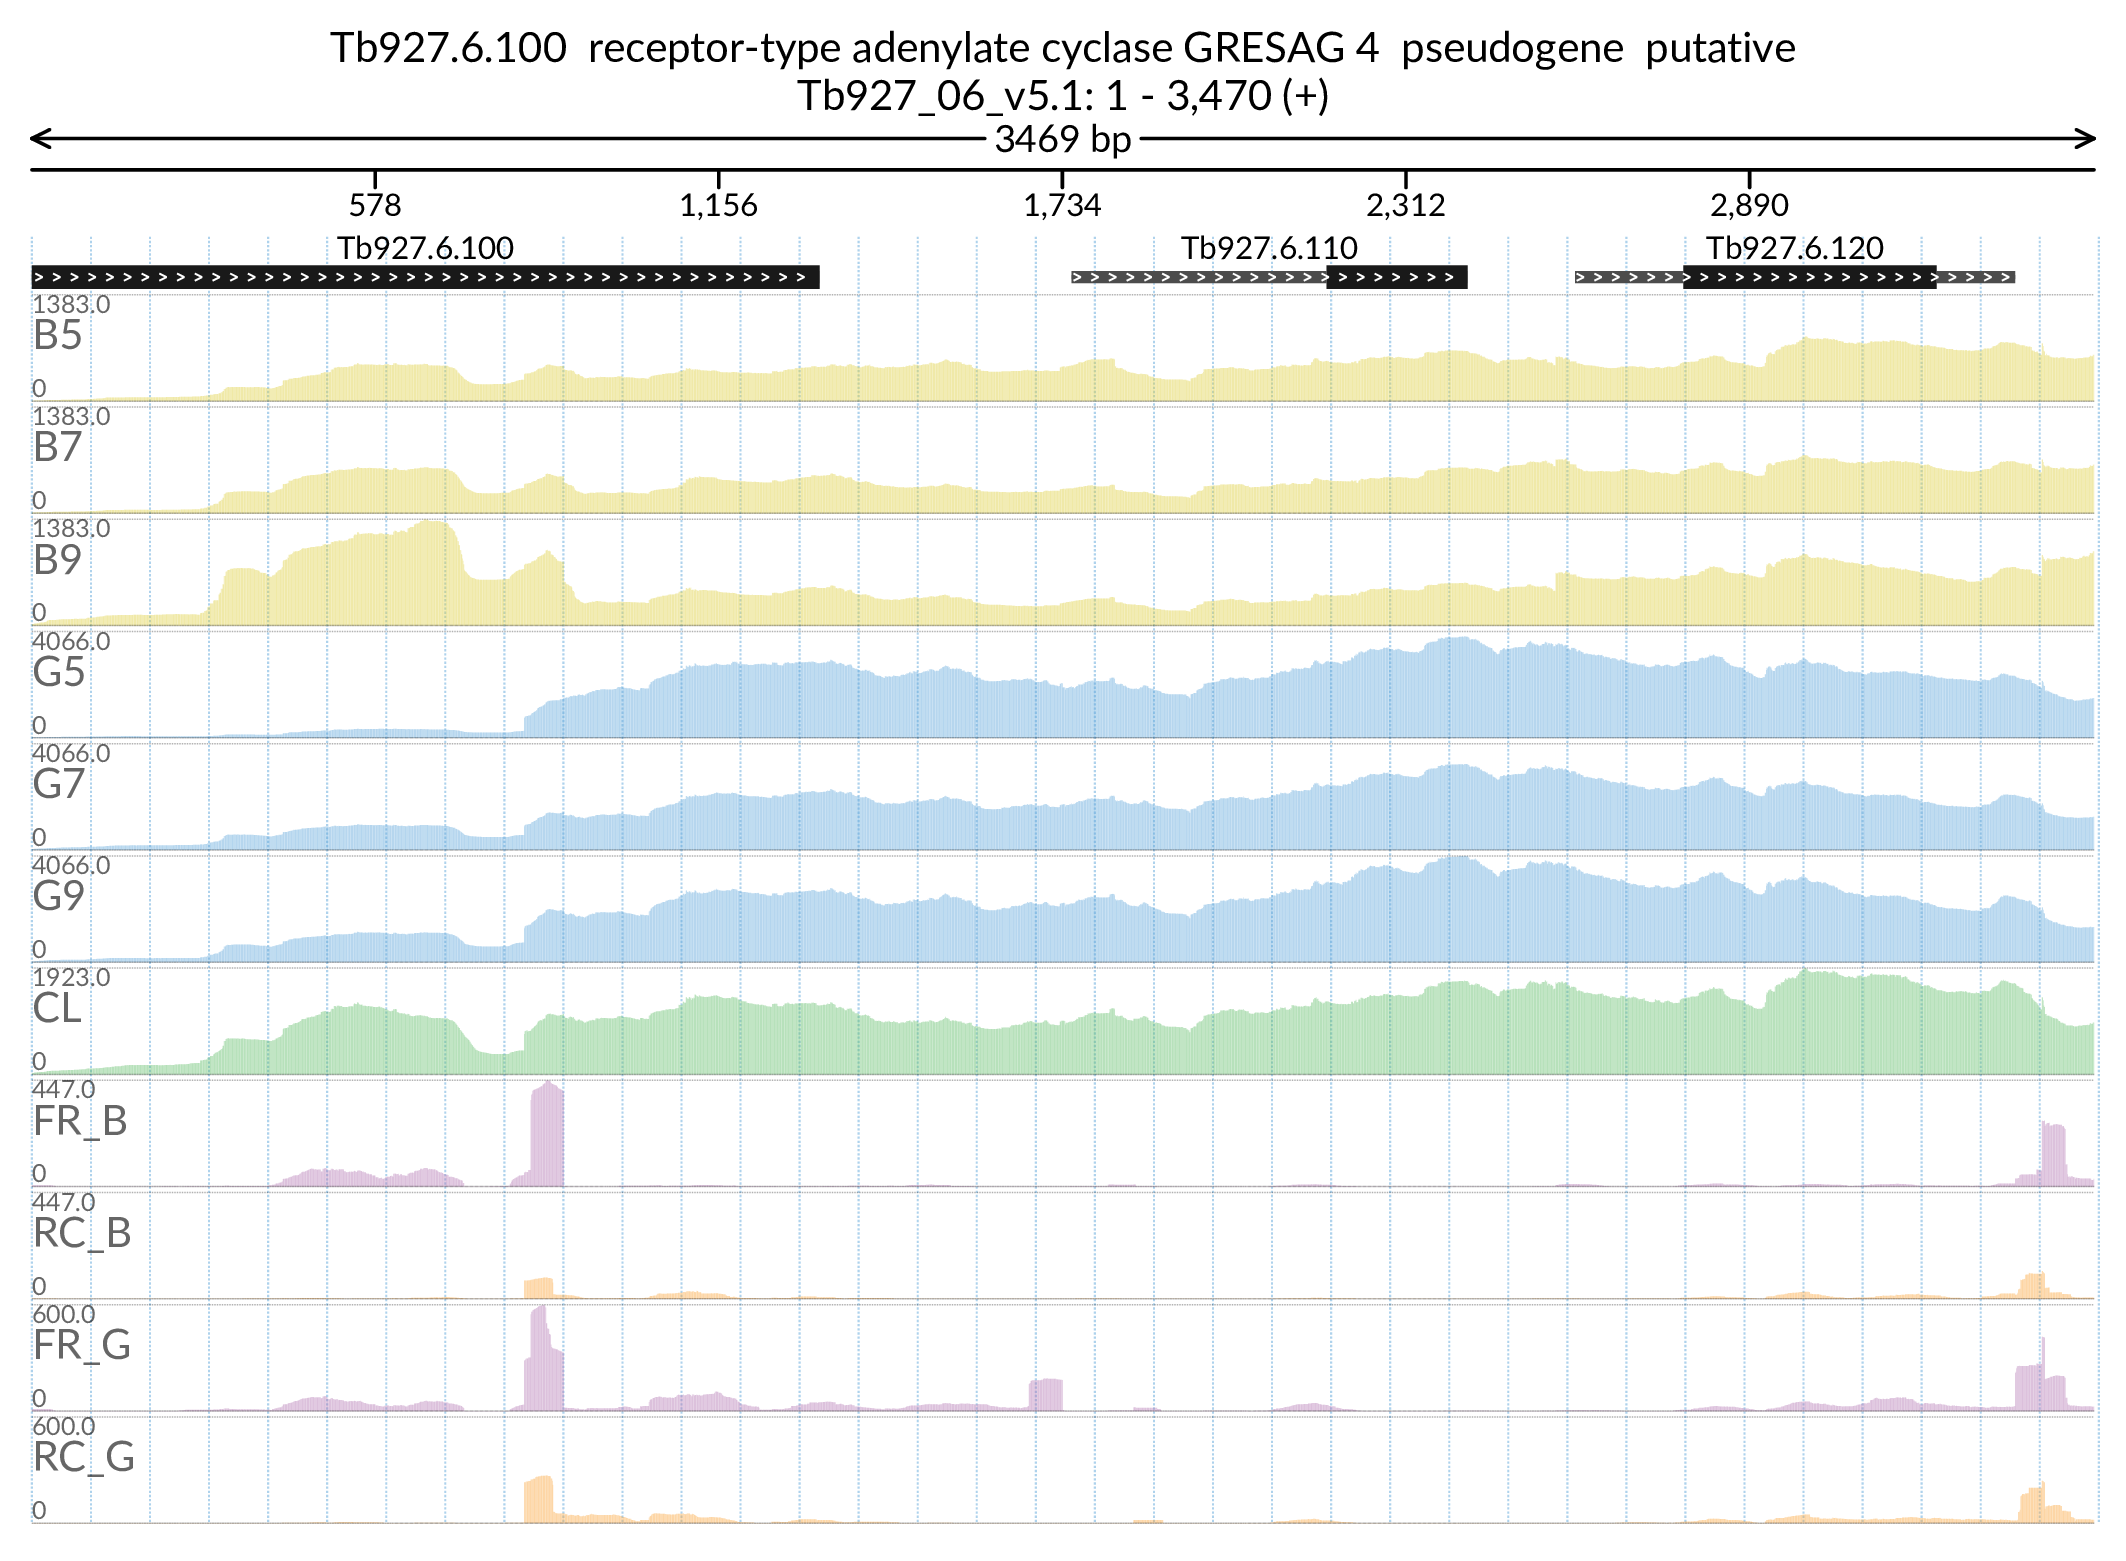 Tb927.6.100 receptor-type adenylate cyclase GRESAG 4 pseudogene putative
Tb927_06_v5.1: 1 - 3,470 (+)
3469 bp
578 1,156 1,734 2,312 2,890
Tb927.6.100 Tb927.6.110 Tb927.6.120
1383.0
B5
0
1383.0
B7
0
1383.0
B9
0
4066.0
G5
0
4066.0
G7
0
4066.0
G9
0
1923.0
CL
0
447.0
FR_B
0
447.0
RC_B
0
600.0
FR_G
0
600.0
RC_G
0